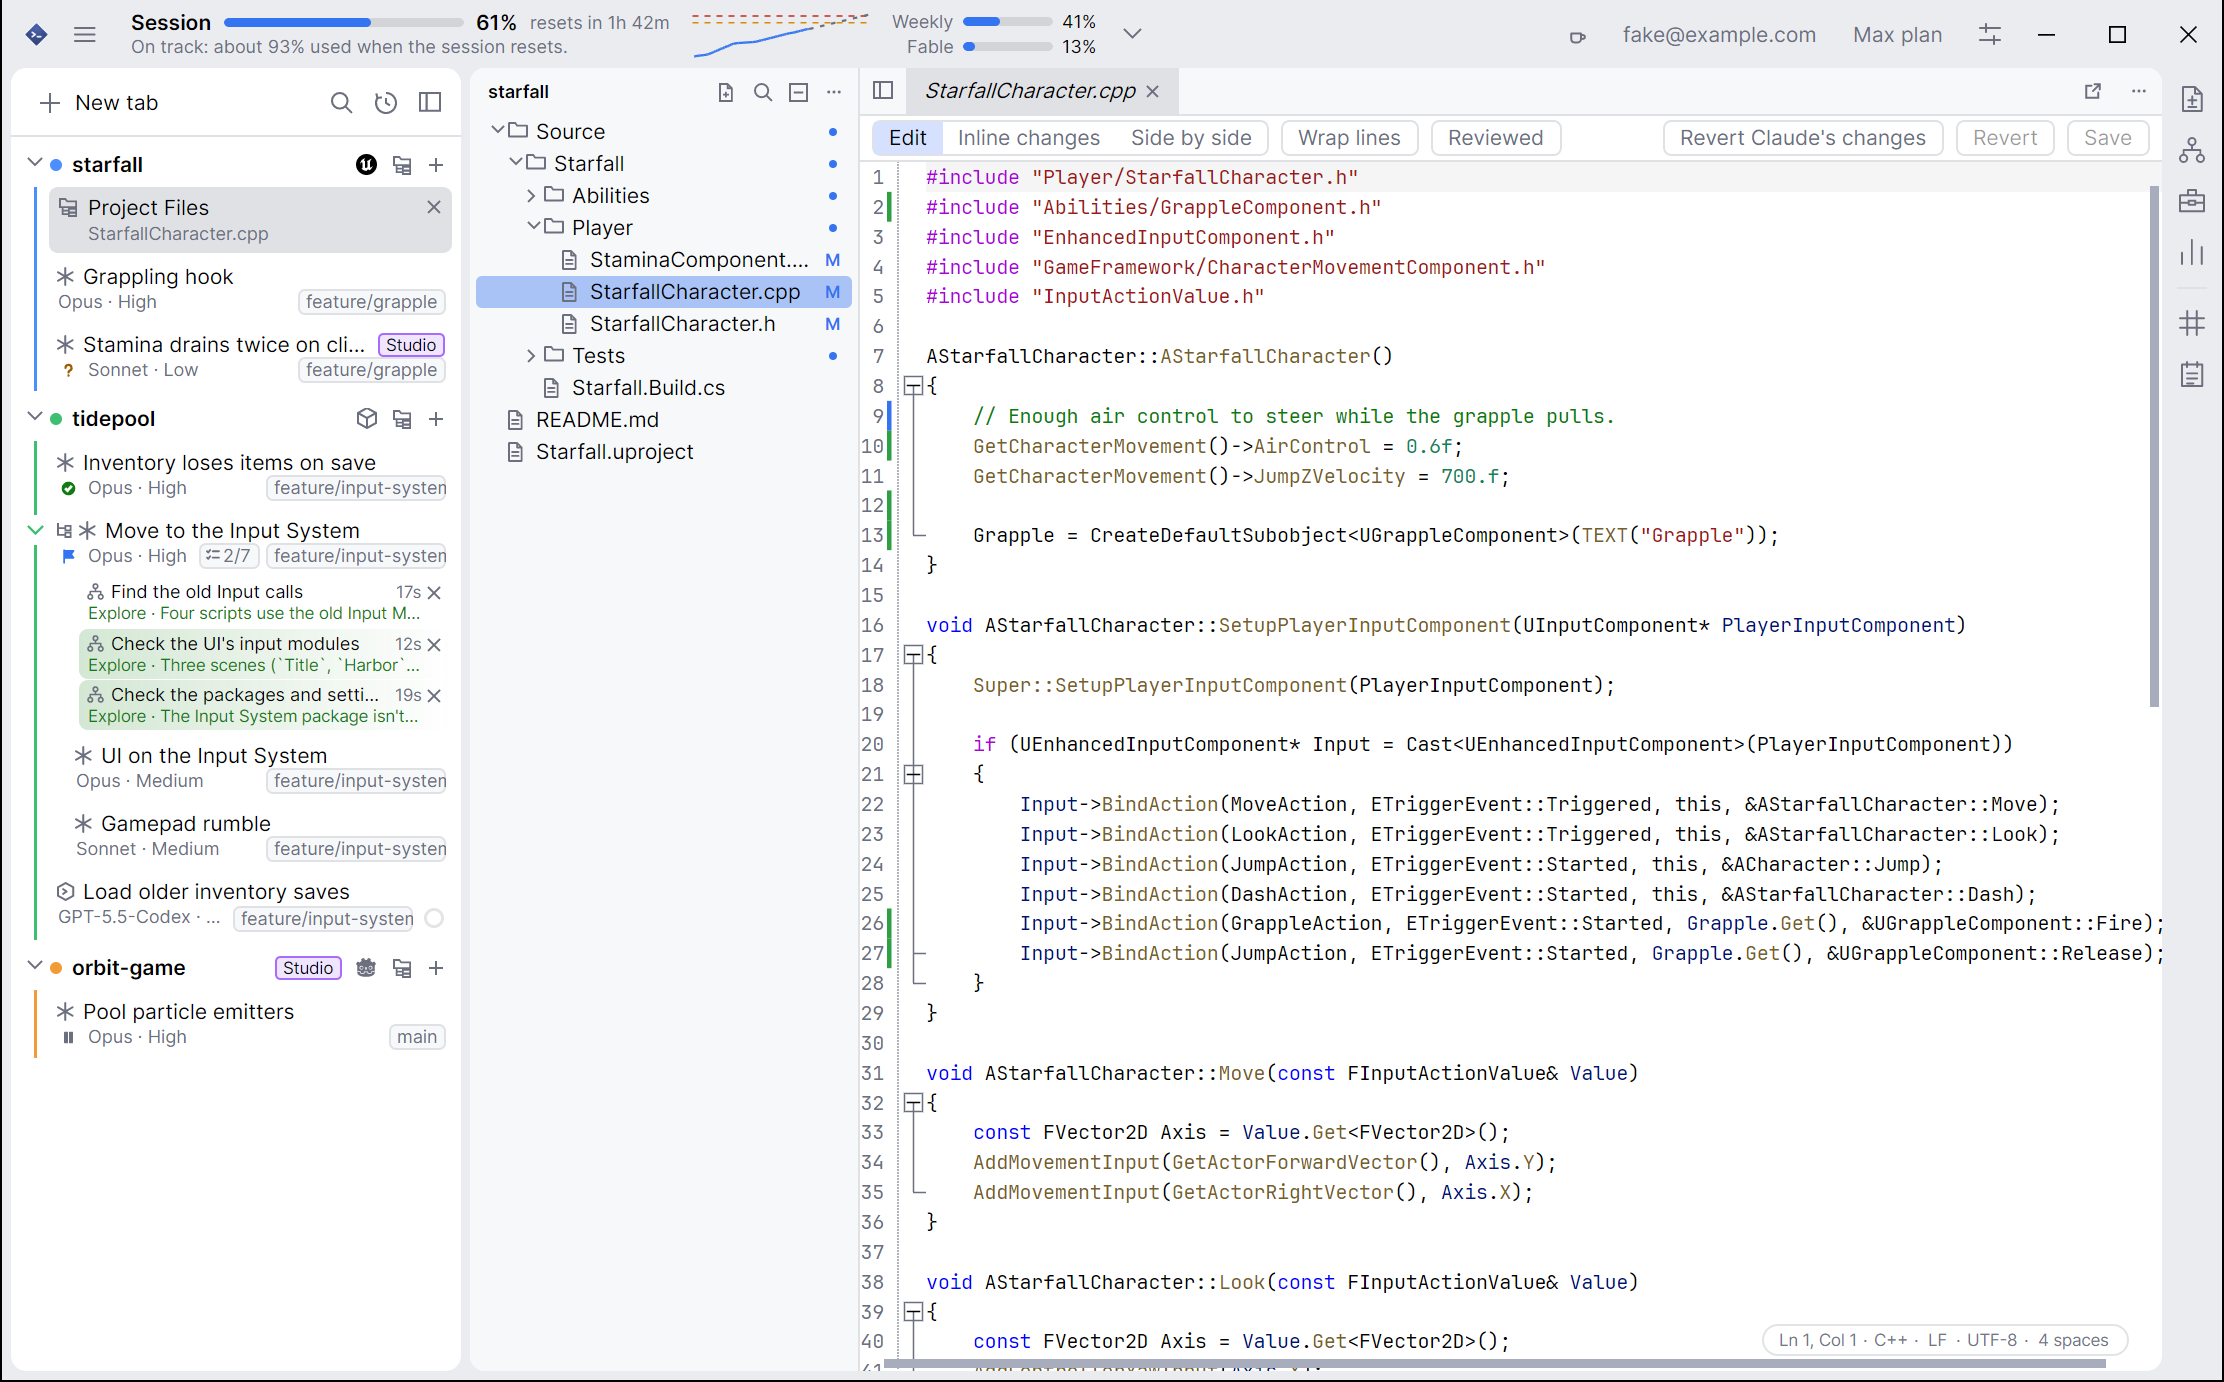 Session 61% resets in 1h 42m
On track: about 93% used when the session resets.
Weekly 41%
Fable 13%
fake@example.com Max plan
New tab
starfall
Project Files
StarfallCharacter.cpp
Grappling hook
Opus · High feature/grapple
Stamina drains twice on cli... Studio
? Sonnet · Low feature/grapple
tidepool
Inventory loses items on save
Opus · High feature/input-system
Move to the Input System
Opus · High 2/7 feature/input-system
Find the old Input calls 17s
Explore · Four scripts use the old Input M...
Check the UI's input modules 12s
Explore · Three scenes (`Title`, `Harbor`...
Check the packages and setti... 19s
Explore · The Input System package isn't...
UI on the Input System
Opus · Medium feature/input-system
Gamepad rumble
Sonnet · Medium feature/input-system
Load older inventory saves
GPT-5.5-Codex · ... feature/input-system
orbit-game Studio
Pool particle emitters
Opus · High main
starfall
Source
Starfall
Abilities
Player
StaminaComponent.... M
StarfallCharacter.cpp M
StarfallCharacter.h M
Tests
Starfall.Build.cs
README.md
Starfall.uproject
StarfallCharacter.cpp
Edit Inline changes Side by side Wrap lines Reviewed Revert Claude's changes Revert Save
1 #include "Player/StarfallCharacter.h"
2 #include "Abilities/GrappleComponent.h"
3 #include "EnhancedInputComponent.h"
4 #include "GameFramework/CharacterMovementComponent.h"
5 #include "InputActionValue.h"
6
7 AStarfallCharacter::AStarfallCharacter()
8 {
9 // Enough air control to steer while the grapple pulls.
10 GetCharacterMovement()->AirControl = 0.6f;
11 GetCharacterMovement()->JumpZVelocity = 700.f;
12
13 Grapple = CreateDefaultSubobject<UGrappleComponent>(TEXT("Grapple"));
14 }
15
16 void AStarfallCharacter::SetupPlayerInputComponent(UInputComponent* PlayerInputComponent)
17 {
18 Super::SetupPlayerInputComponent(PlayerInputComponent);
19
20 if (UEnhancedInputComponent* Input = Cast<UEnhancedInputComponent>(PlayerInputComponent))
21 {
22 Input->BindAction(MoveAction, ETriggerEvent::Triggered, this, &AStarfallCharacter::Move);
23 Input->BindAction(LookAction, ETriggerEvent::Triggered, this, &AStarfallCharacter::Look);
24 Input->BindAction(JumpAction, ETriggerEvent::Started, this, &ACharacter::Jump);
25 Input->BindAction(DashAction, ETriggerEvent::Started, this, &AStarfallCharacter::Dash);
26 Input->BindAction(GrappleAction, ETriggerEvent::Started, Grapple.Get(), &UGrappleComponent::Fire);
27 Input->BindAction(JumpAction, ETriggerEvent::Started, Grapple.Get(), &UGrappleComponent::Release);
28 }
29 }
30
31 void AStarfallCharacter::Move(const FInputActionValue& Value)
32 {
33 const FVector2D Axis = Value.Get<FVector2D>();
34 AddMovementInput(GetActorForwardVector(), Axis.Y);
35 AddMovementInput(GetActorRightVector(), Axis.X);
36 }
37
38 void AStarfallCharacter::Look(const FInputActionValue& Value)
39 {
40 const FVector2D Axis = Value.Get<FVector2D>();
Ln 1, Col 1 · C++ · LF · UTF-8 · 4 spaces